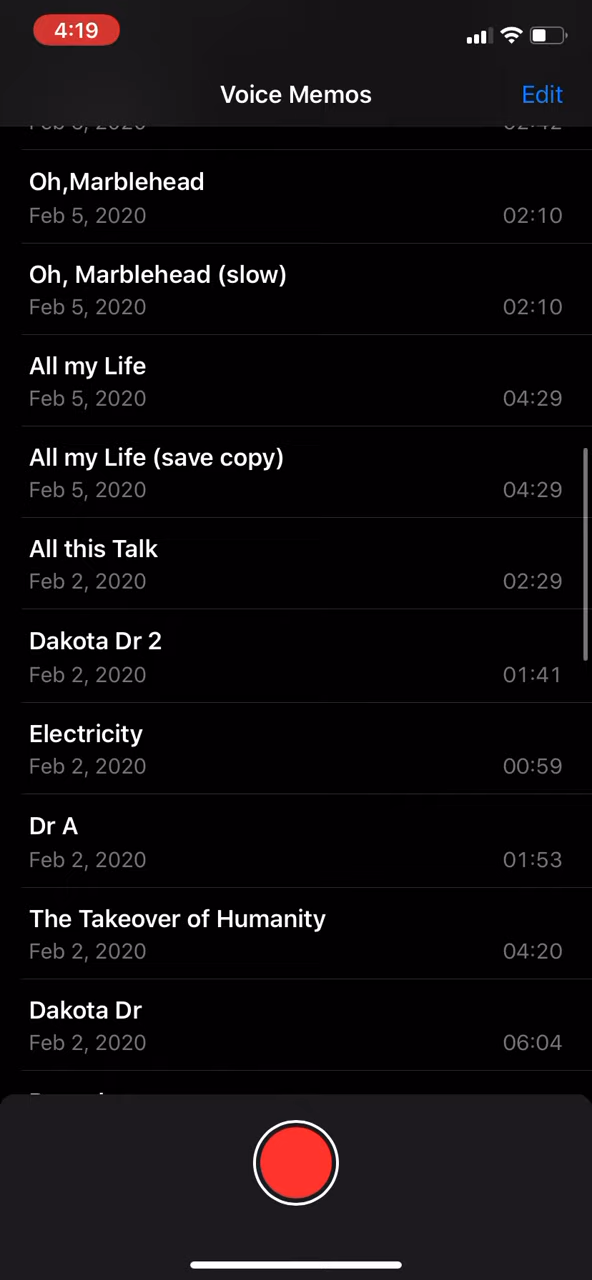 4:19
Voice Memos
Edit
Oh,Marblehead
Feb 5, 2020
02:10
Oh, Marblehead (slow)
Feb 5, 2020
02:10
All my Life
Feb 5, 2020
04:29
All my Life (save copy)
Feb 5, 2020
04:29
All this Talk
Feb 2, 2020
02:29
Dakota Dr 2
Feb 2, 2020
01:41
Electricity
Feb 2, 2020
00:59
Dr A
Feb 2, 2020
01:53
The Takeover of Humanity
Feb 2, 2020
04:20
Dakota Dr
Feb 2, 2020
06:04